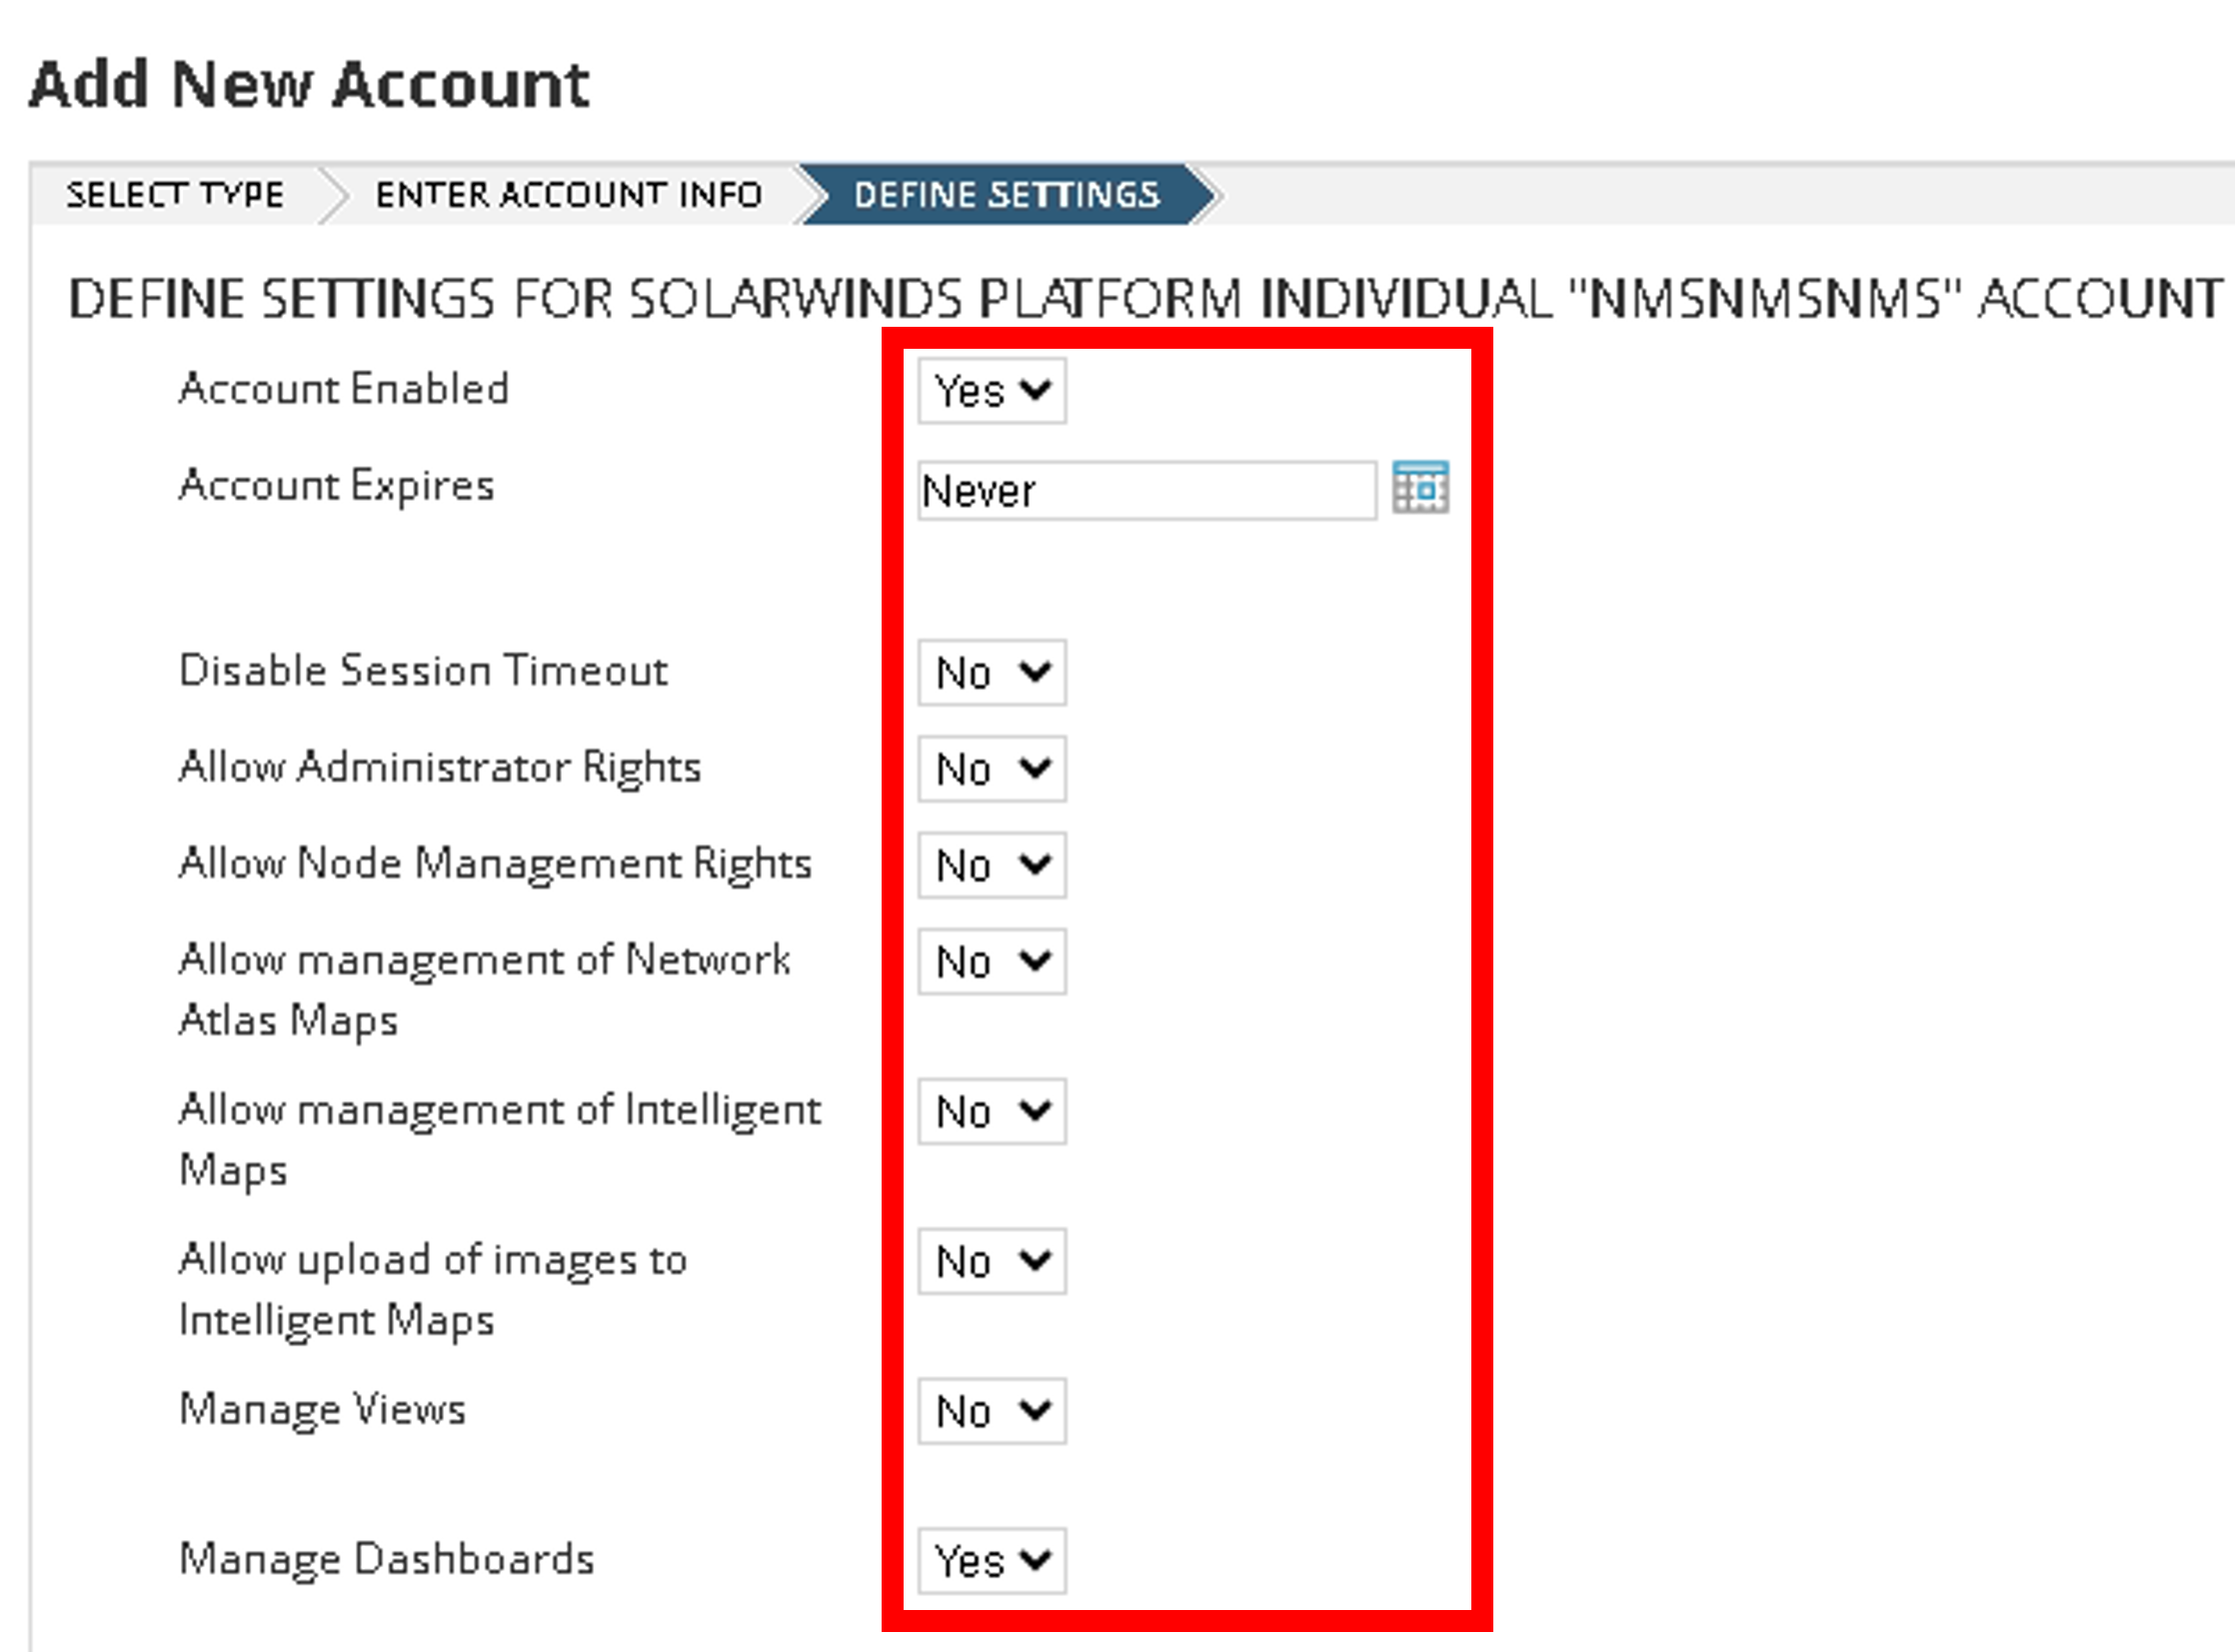 Add New Account
SELECT TYPE
ENTER ACCOUNT INFO
DEFINE SETTINGS
DEFINE SETTINGS FOR SOLARWINDS PLATFORM INDIVIDUAL "NMSNMSNMS" ACCOUNT
Account Enabled
Yes
Account Expires
Never
Disable Session Timeout
No
Allow Administrator Rights
No
Allow Node Management Rights
No
Allow management of Network
Atlas Maps
No
Allow management of Intelligent
Maps
No
Allow upload of images to
Intelligent Maps
No
Manage Views
No
Manage Dashboards
Yes